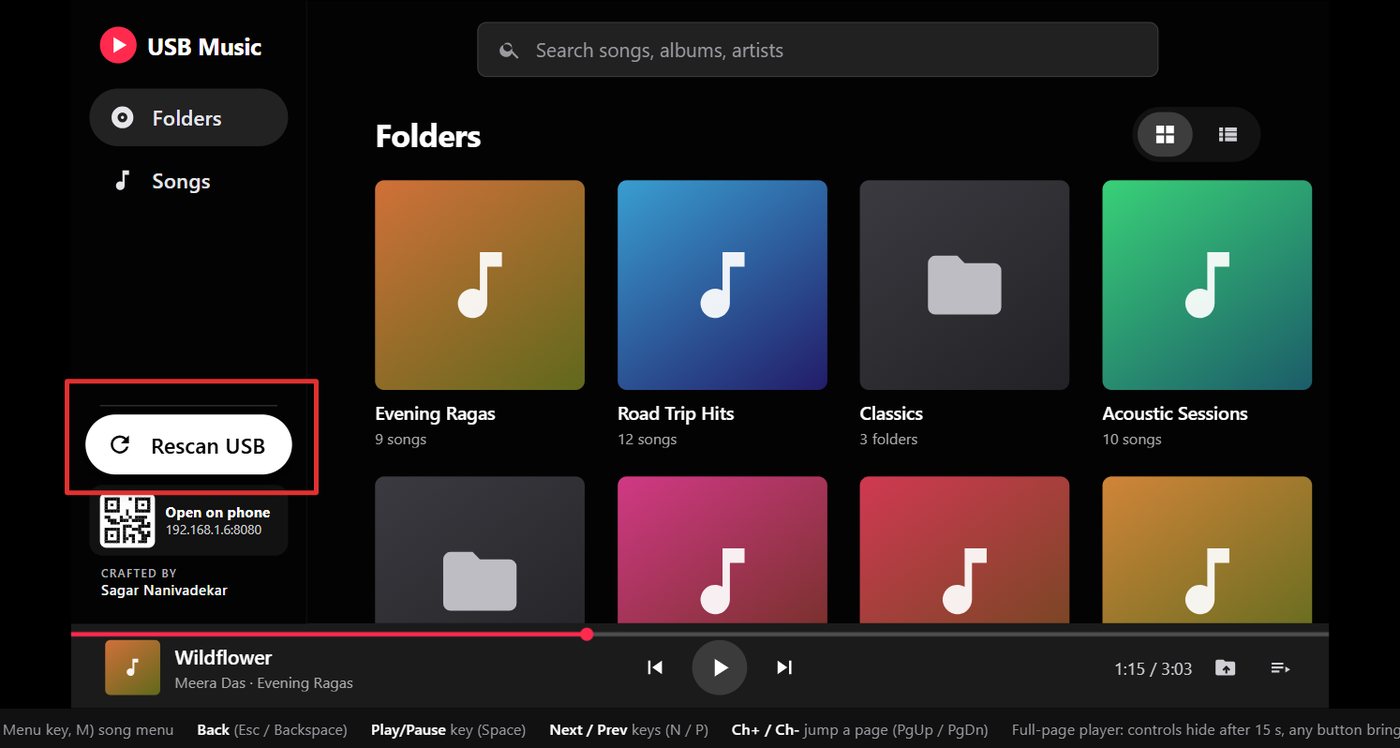 USB Music
Search songs, albums, artists
Folders
Songs
Folders
Evening Ragas
9 songs
Road Trip Hits
12 songs
Classics
3 folders
Acoustic Sessions
10 songs
Rescan USB
Open on phone
192.168.1.6:8080
CRAFTED BY
Sagar Nanivadekar
Wildflower
Meera Das · Evening Ragas
1:15 / 3:03
Menu key, M) song menu Back (Esc / Backspace) Play/Pause key (Space) Next / Prev keys (N / P) Ch+ / Ch- jump a page (PgUp / PgDn) Full-page player: controls hide after 15 s, any button bring